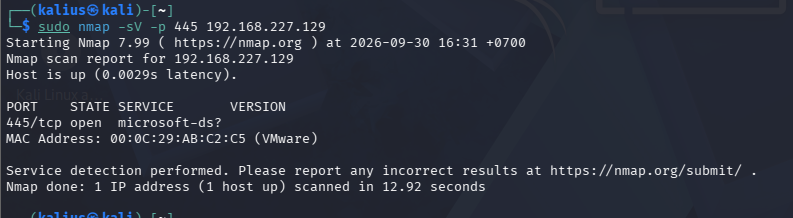 ┌──(kalius㉿kali)-[~]
└─$ sudo nmap -sV -p 445 192.168.227.129
Starting Nmap 7.99 ( https://nmap.org ) at 2026-09-30 16:31 +0700
Nmap scan report for 192.168.227.129
Host is up (0.0029s latency).

PORT    STATE SERVICE       VERSION
445/tcp open  microsoft-ds?
MAC Address: 00:0C:29:AB:C2:C5 (VMware)

Service detection performed. Please report any incorrect results at https://nmap.org/submit/ .
Nmap done: 1 IP address (1 host up) scanned in 12.92 seconds

┌──(kalius㉿kali)-[~]